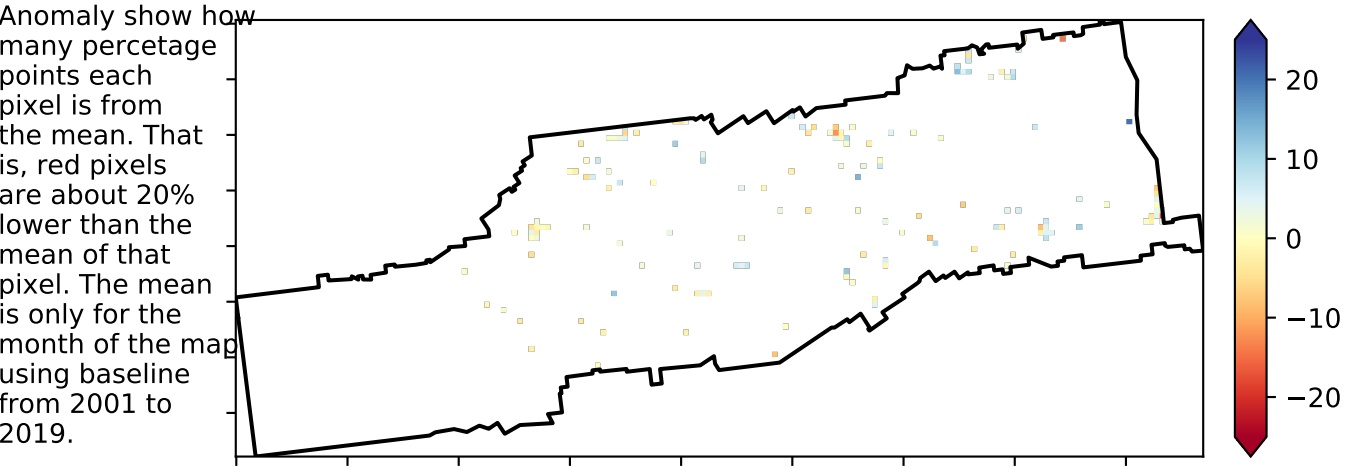 Anomaly show how
many percetage
points each
pixel is from
the mean. That
is, red pixels
are about 20%
lower than the
mean of that
pixel. The mean
is only for the
month of the map
using baseline
from 2001 to
2019.
20
10
0
−10
−20